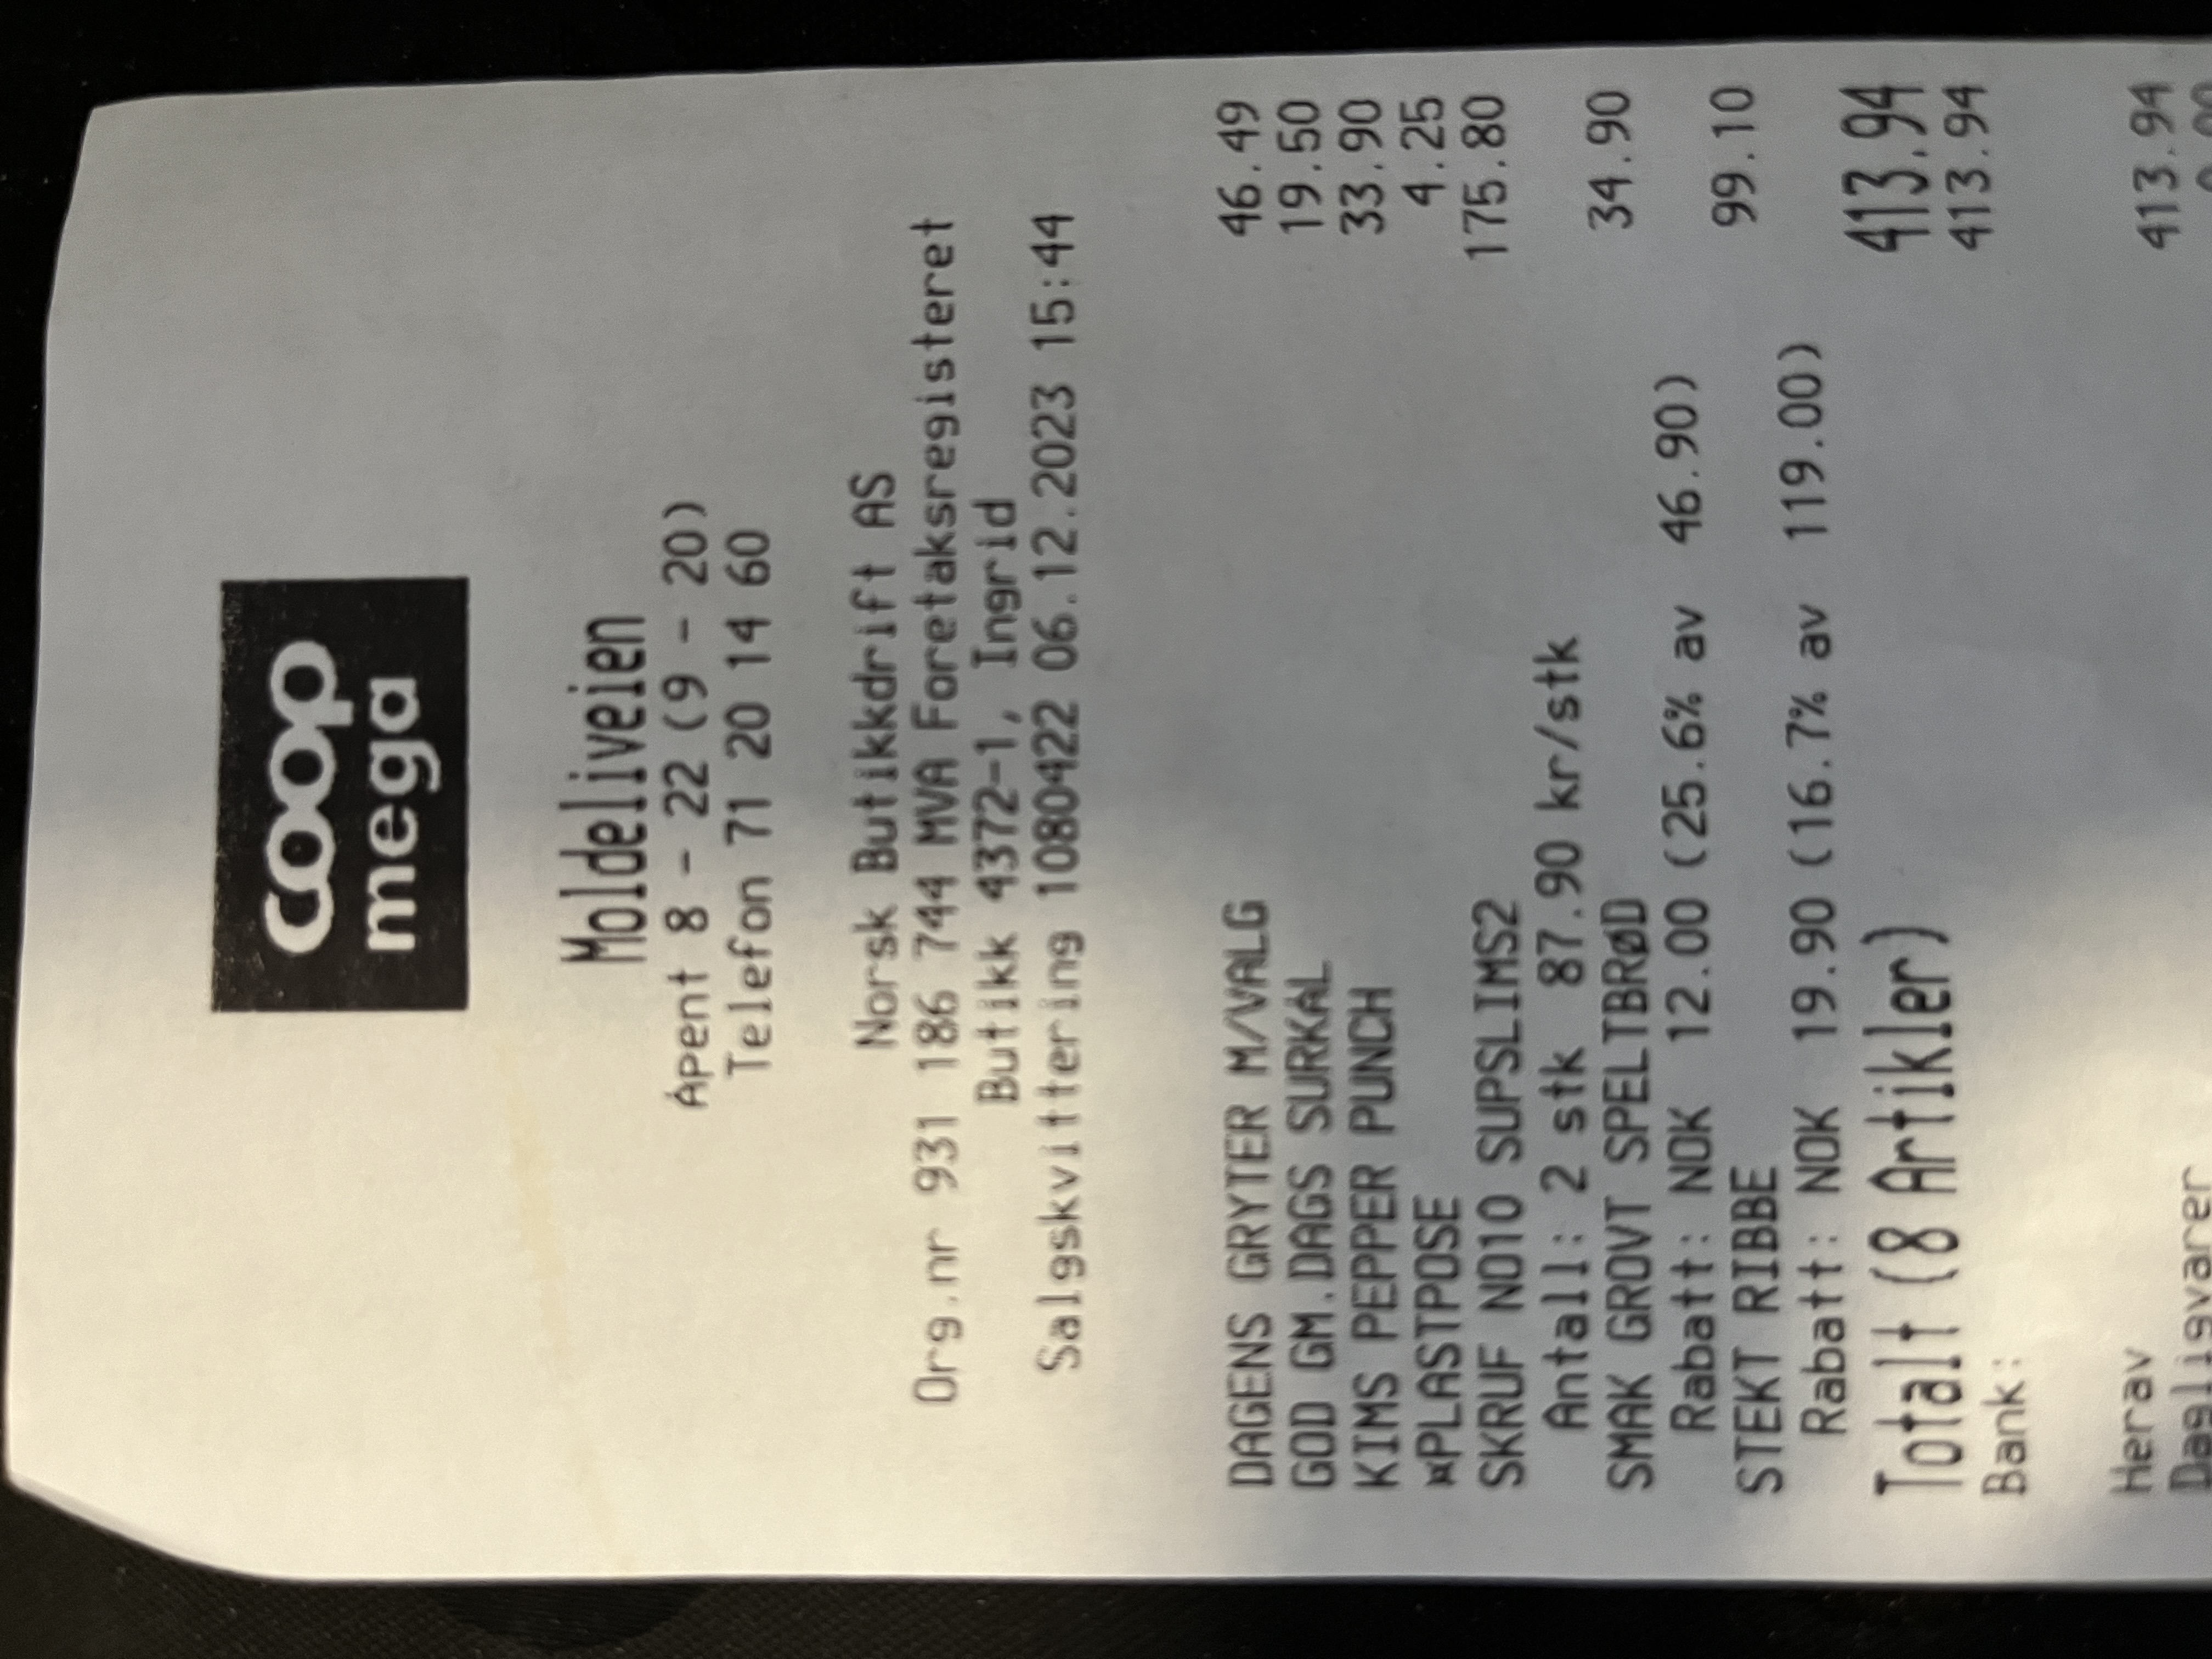 coop
mega
Moldeliveien
Åpent 8 - 22 (9 - 20)
Telefon 71 20 14 60
Norsk Butikkdrift AS
Org.nr 931 186 744 MVA Foretaksregisteret
Butikk 4372-1, Ingrid
Salgskvittering 1080422 06.12.2023 15:44
DAGENS GRYTER M/VALG 46.49
GOD GM.DAGS SURKÅL 19.50
KIMS PEPPER PUNCH 33.90
¤PLASTPOSE 4.25
SKRUF NO10 SUPSLIMS2 175.80
Antall: 2 stk 87.90 kr/stk
SMAK GROVT SPELTBRØD 34.90
Rabatt: NOK 12.00 (25.6% av 46.90)
STEKT RIBBE 99.10
Rabatt: NOK 19.90 (16.7% av 119.00)
Totalt (8 Artikler) 413.94
Bank: 413.94
Herav
Dagligvarer 413.94